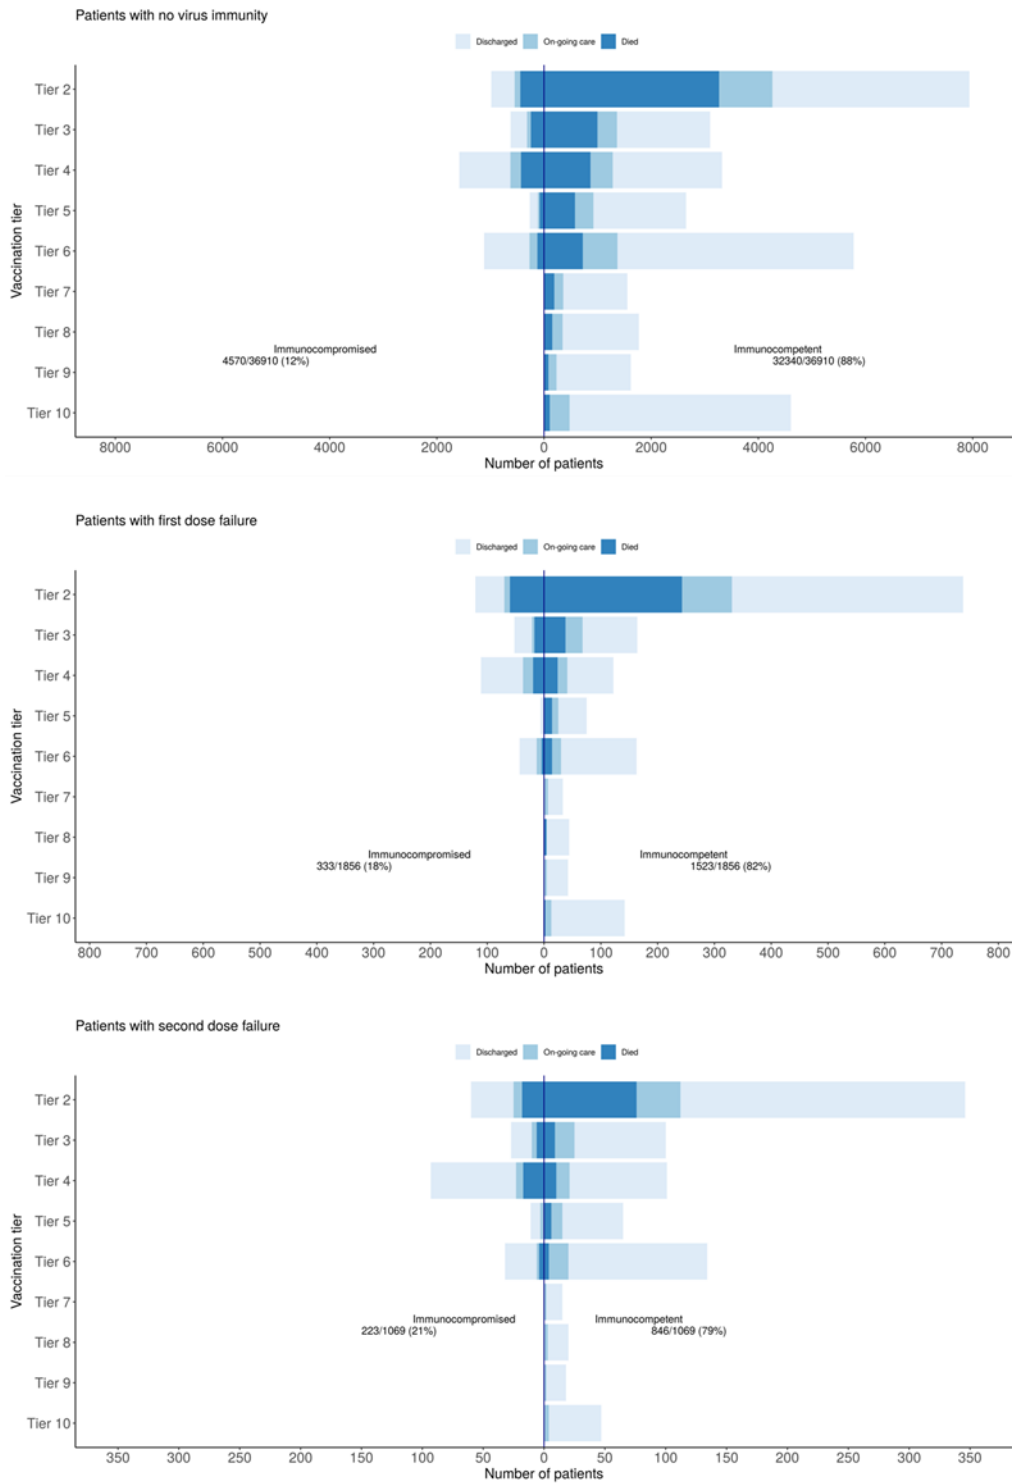 Patients with no virus immunity
Discharged On-going care Died
Vaccination tier
Tier 2
Tier 3
Tier 4
Tier 5
Tier 6
Tier 7
Tier 8
Tier 9
Tier 10
Immunocompromised
4570/36910 (12%)
Immunocompetent
32340/36910 (88%)
8000 6000 4000 2000 0 2000 4000 6000 8000
Number of patients
Patients with first dose failure
Discharged On-going care Died
Vaccination tier
Tier 2
Tier 3
Tier 4
Tier 5
Tier 6
Tier 7
Tier 8
Tier 9
Tier 10
Immunocompromised
333/1856 (18%)
Immunocompetent
1523/1856 (82%)
800 700 600 500 400 300 200 100 0 100 200 300 400 500 600 700 800
Number of patients
Patients with second dose failure
Discharged On-going care Died
Vaccination tier
Tier 2
Tier 3
Tier 4
Tier 5
Tier 6
Tier 7
Tier 8
Tier 9
Tier 10
Immunocompromised
223/1069 (21%)
Immunocompetent
846/1069 (79%)
350 300 250 200 150 100 50 0 50 100 150 200 250 300 350
Number of patients